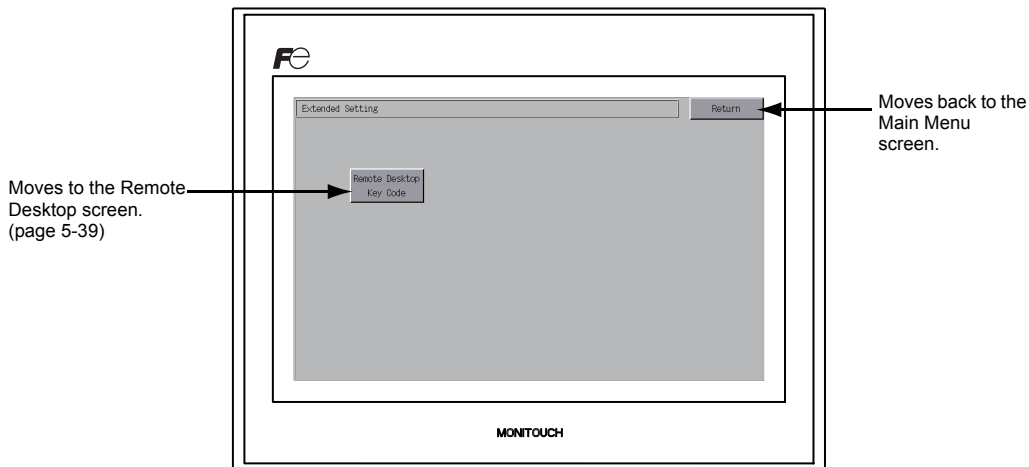 Fe
Extended Setting
Return
Moves back to the
Main Menu
screen.
Remote Desktop
Key Code
Moves to the Remote
Desktop screen.
(page 5-39)
MONITOUCH